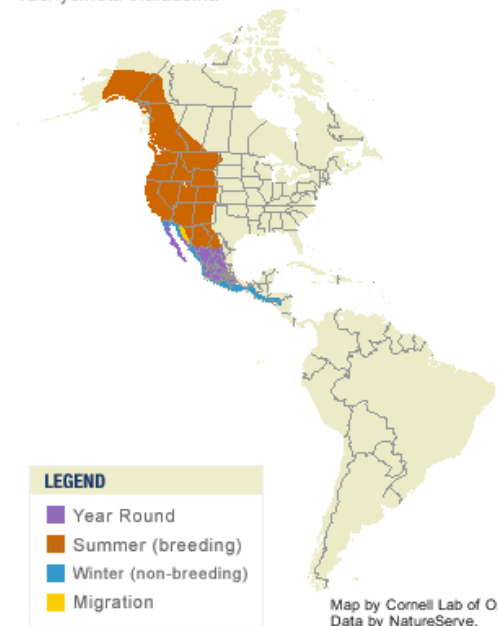 LEGEND
Year Round
Summer (breeding)
Winter (non-breeding)
Migration
Map by Cornell Lab of O
Data by NatureServe.